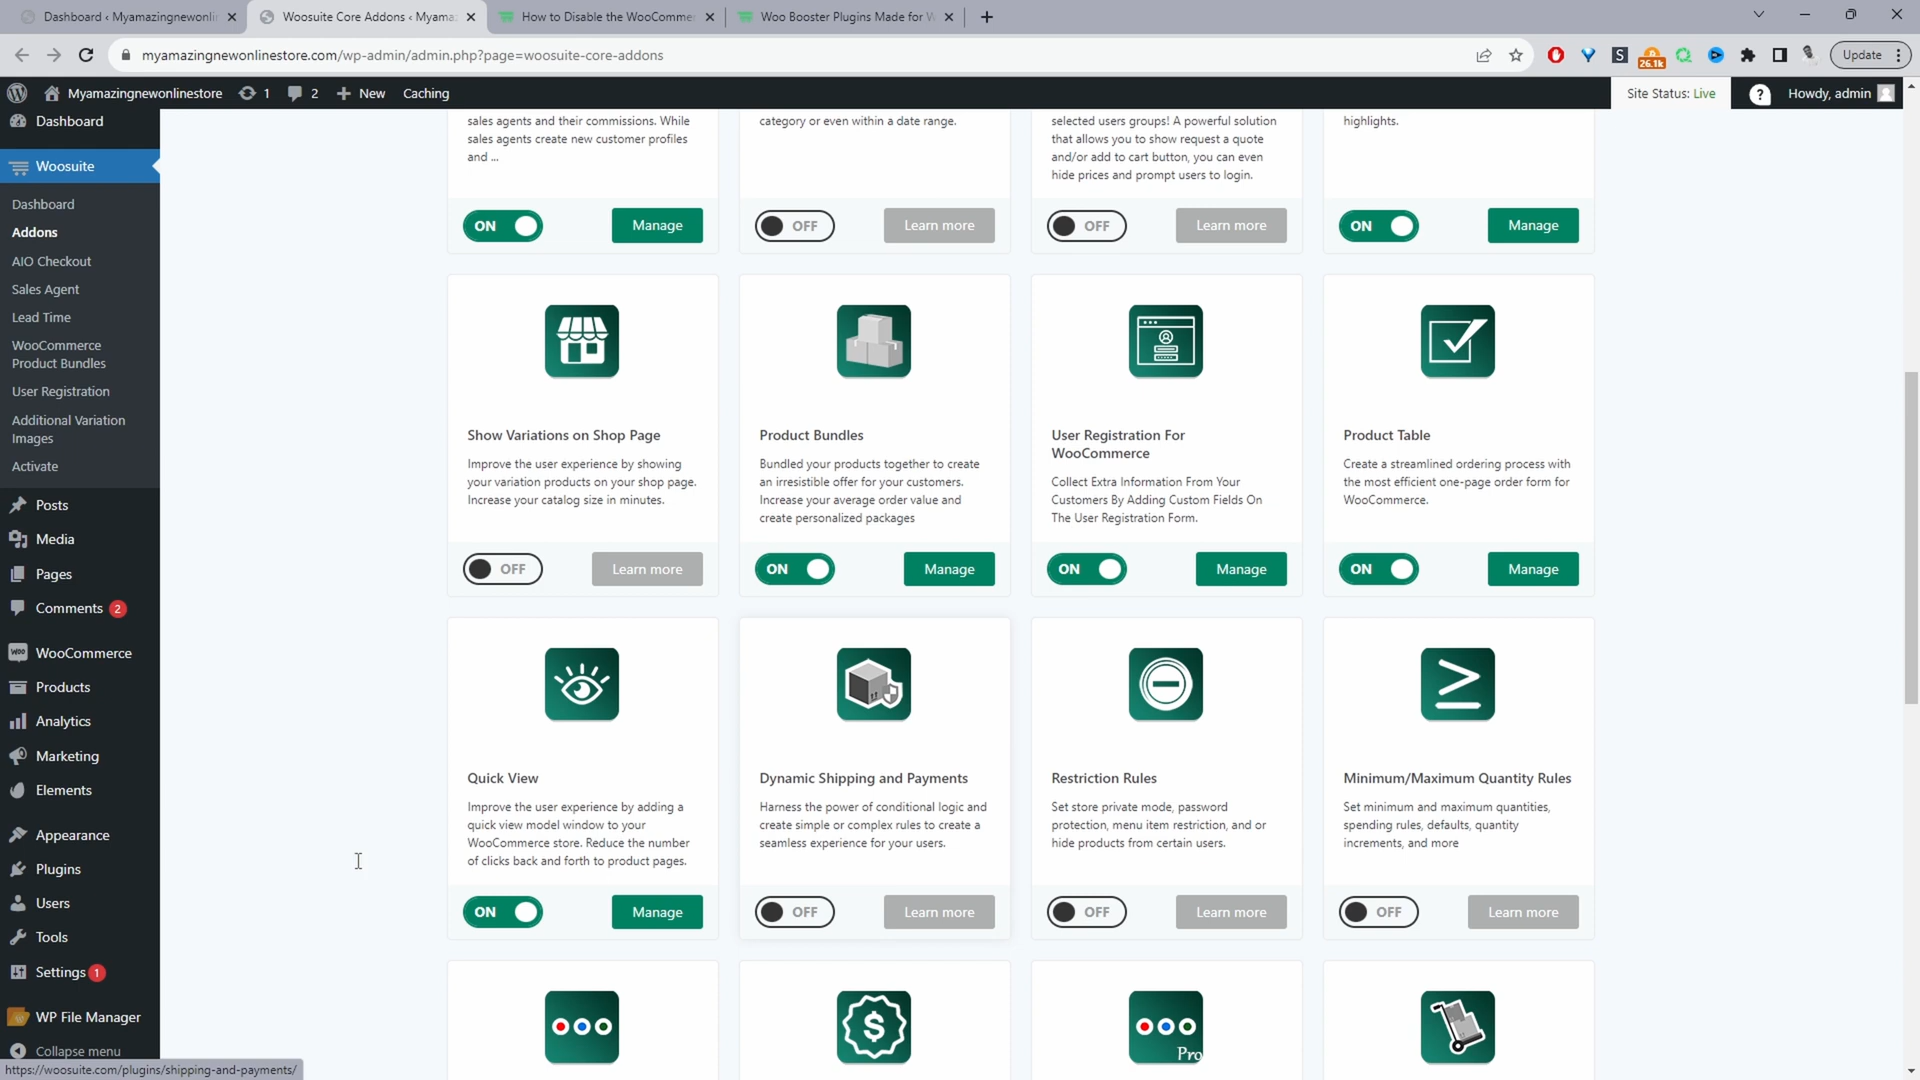 Dashboard ‹ Myamazingnewonli
Woosuite Core Addons ‹ Myama
How to Disable the WooComme
Woo Booster Plugins Made for W
myamazingnewonlinestore.com/wp-admin/admin.php?page=woosuite-core-addons
S
26.1k
Update
Myamazingnewonlinestore
1
2
New
Caching
Site Status: Live
?
Howdy, admin
Dashboard
Woosuite
Dashboard
Addons
AIO Checkout
Sales Agent
Lead Time
WooCommerce
Product Bundles
User Registration
Additional Variation
Images
Activate
Posts
Media
Pages
Comments 2
WooCommerce
Products
Analytics
Marketing
Elements
Appearance
Plugins
Users
Tools
Settings 1
WP File Manager
Collapse menu
https://woosuite.com/plugins/shipping-and-payments/
sales agents and their commissions. While
sales agents create new customer profiles
and ...
ON
Manage
category or even within a date range.
OFF
Learn more
selected users groups! A powerful solution
that allows you to show request a quote
and/or add to cart button, you can even
hide prices and prompt users to login.
OFF
Learn more
highlights.
ON
Manage
Show Variations on Shop Page
Improve the user experience by showing
your variation products on your shop page.
Increase your catalog size in minutes.
OFF
Learn more
Product Bundles
Bundled your products together to create
an irresistible offer for your customers.
Increase your average order value and
create personalized packages
ON
Manage
User Registration For
WooCommerce
Collect Extra Information From Your
Customers By Adding Custom Fields On
The User Registration Form.
ON
Manage
Product Table
Create a streamlined ordering process with
the most efficient one-page order form for
WooCommerce.
ON
Manage
Quick View
Improve the user experience by adding a
quick view model window to your
WooCommerce store. Reduce the number
of clicks back and forth to product pages.
ON
Manage
Dynamic Shipping and Payments
Harness the power of conditional logic and
create simple or complex rules to create a
seamless experience for your users.
OFF
Learn more
Restriction Rules
Set store private mode, password
protection, menu item restriction, and or
hide products from certain users.
OFF
Learn more
Minimum/Maximum Quantity Rules
Set minimum and maximum quantities,
spending rules, defaults, quantity
increments, and more
OFF
Learn more
$
Pro